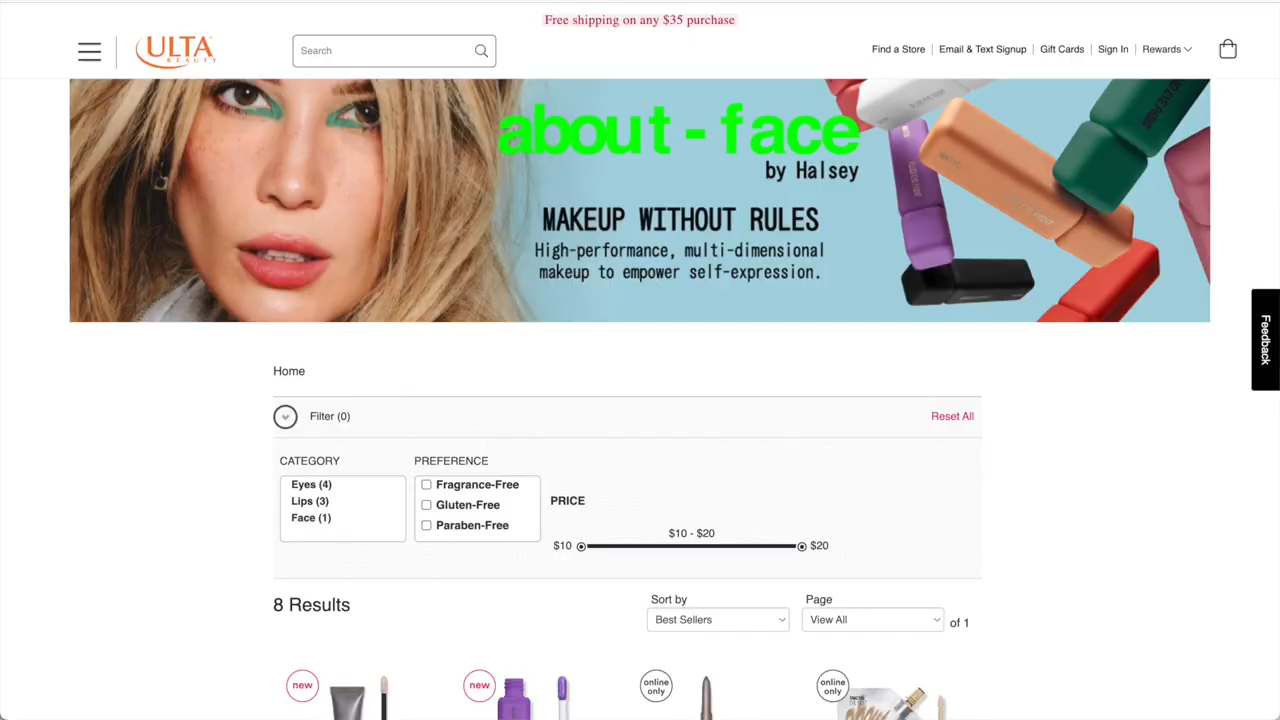 Free shipping on any $35 purchase
ULTA
BEAUTY
Search
Find a Store
Email & Text Signup
Gift Cards
Sign In
Rewards
about-face
by Halsey
MAKEUP WITHOUT RULES
High-performance, multi-dimensional
makeup to empower self-expression.
Feedback
Home
Filter (0)
Reset All
CATEGORY
Eyes (4)
Lips (3)
Face (1)
PREFERENCE
Fragrance-Free
Gluten-Free
Paraben-Free
PRICE
$10 - $20
$10
$20
8 Results
Sort by
Best Sellers
Page
View All
of 1
new
new
online
only
online
only